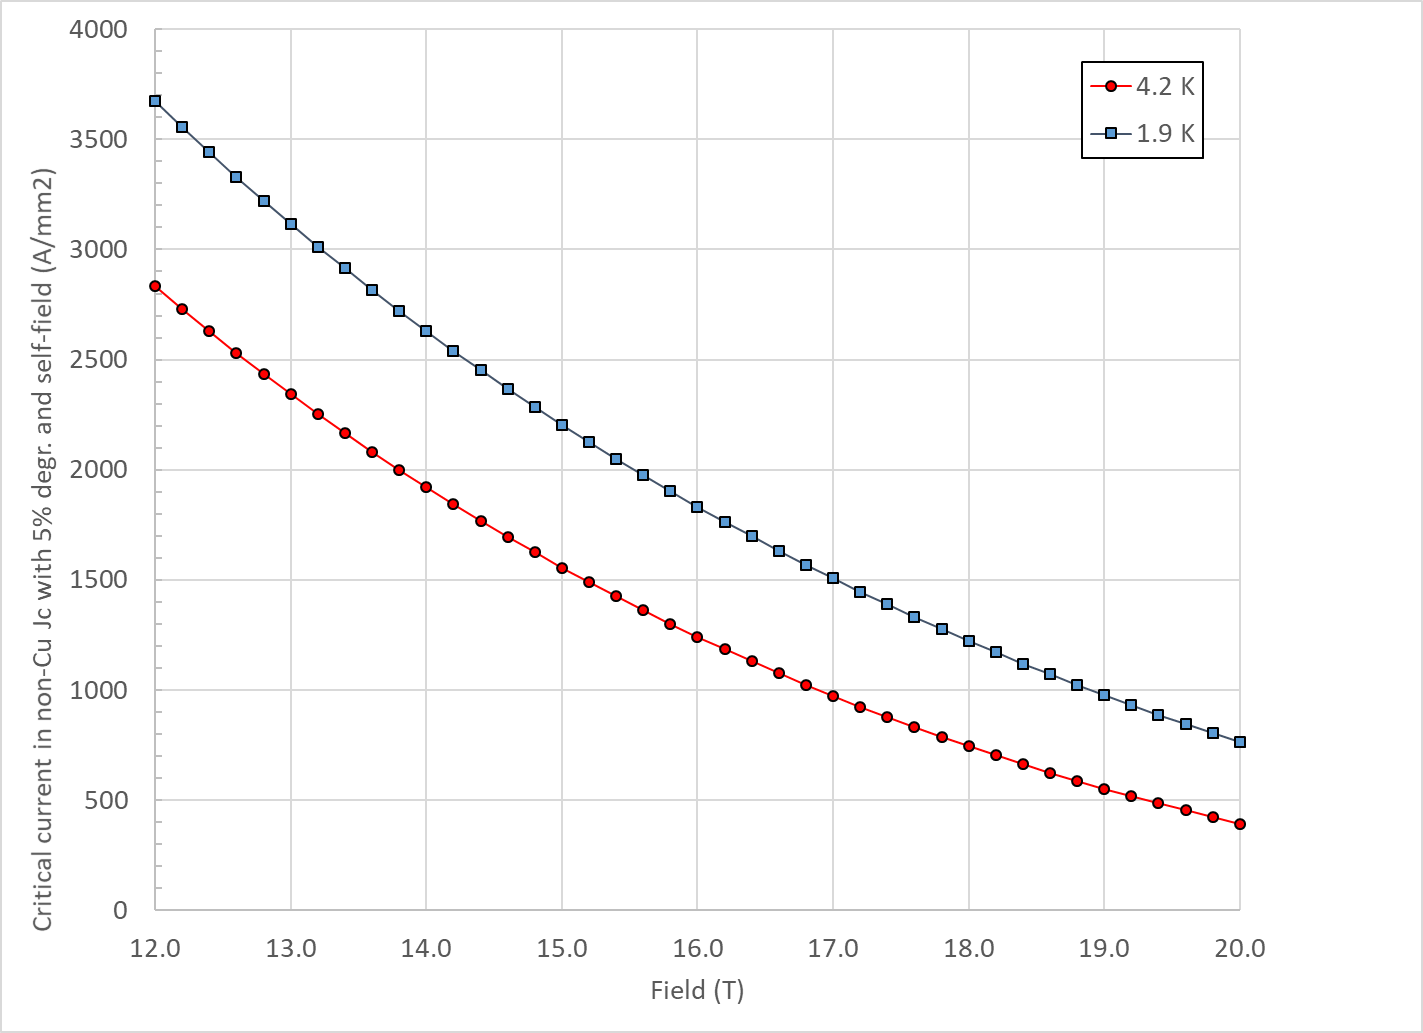 4000
3500
3000
2500
2000
1500
1000
500
0
Critical current in non-Cu Jc with 5% degr. and self-field (A/mm2)
4.2 K
1.9 K
12.0 13.0 14.0 15.0 16.0 17.0 18.0 19.0 20.0
Field (T)